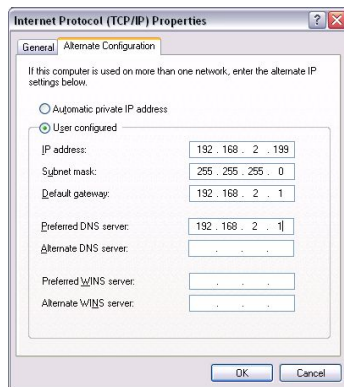 Internet Protocol (TCP/IP) Properties
General Alternate Configuration
If this computer is used on more than one network, enter the alternate IP
settings below.
Automatic private IP address
User configured
IP address: 192 . 168 . 2 . 199
Subnet mask: 255 . 255 . 255 . 0
Default gateway: 192 . 168 . 2 . 1
Preferred DNS server: 192 . 168 . 2 . 1
Alternate DNS server: . . .
Preferred WINS server: . . .
Alternate WINS server: . . .
OK Cancel